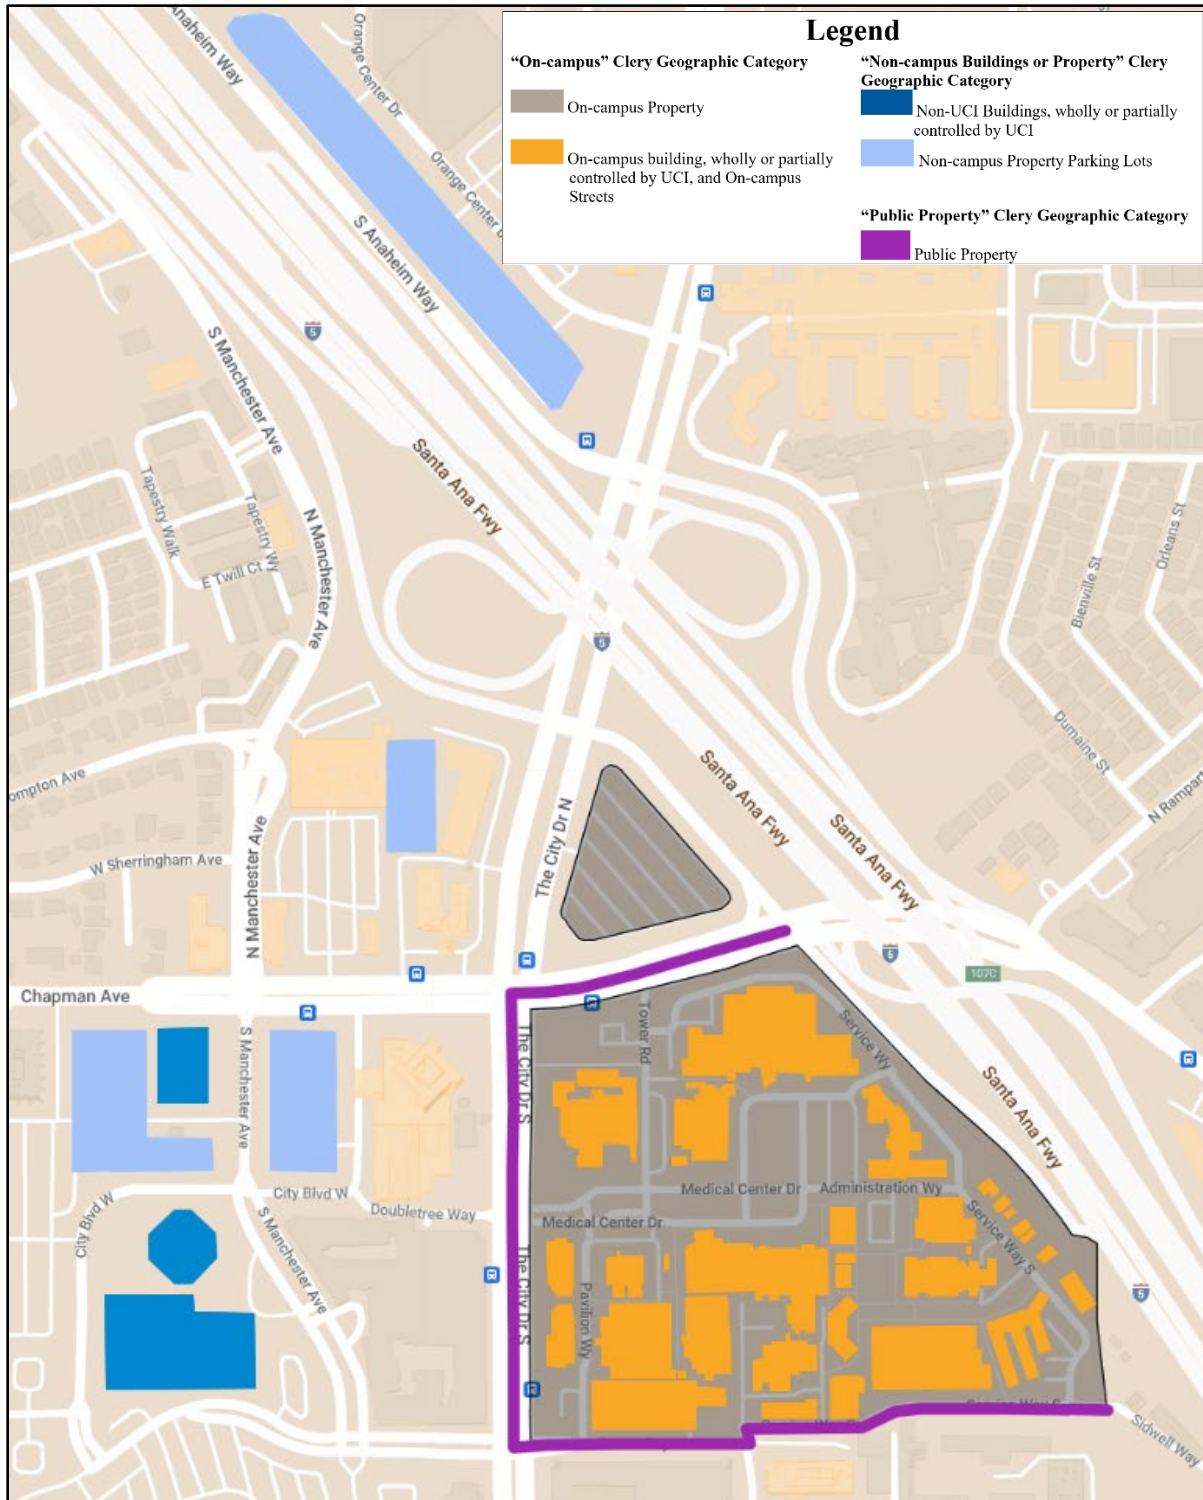 Legend
“On-campus” Clery Geographic Category
On-campus Property
On-campus building, wholly or partially
controlled by UCI, and On-campus
Streets
“Non-campus Buildings or Property” Clery
Geographic Category
Non-UCI Buildings, wholly or partially
controlled by UCI
Non-campus Property Parking Lots
“Public Property” Clery Geographic Category
Public Property
Anaheim Way
Orange Center Dr
Orange Center D
S Anaheim Way
5
S Manchester Ave
Santa Ana Fwy
Tapestry Walk
Tapestry Wy
N Manchester Ave
E Twill Ct
Orleans St
Bienville St
5
Dumaine St
N Rampart
ompton Ave
Santa Ana Fwy
Santa Ana Fwy
The City Dr N
W Sherringham Ave
N Manchester Ave
5
107C
Chapman Ave
Tower Rd
Service Wy
The City Dr S
S Manchester Ave
Santa Ana Fwy
Medical Center Dr
Administration Wy
City Blvd W
City Blvd W
Doubletree Way
Medical Center Dr
S Manchester Ave
Service Way S
The City Dr S
Pavilion Wy
5
Service Way S
Sidwell Way